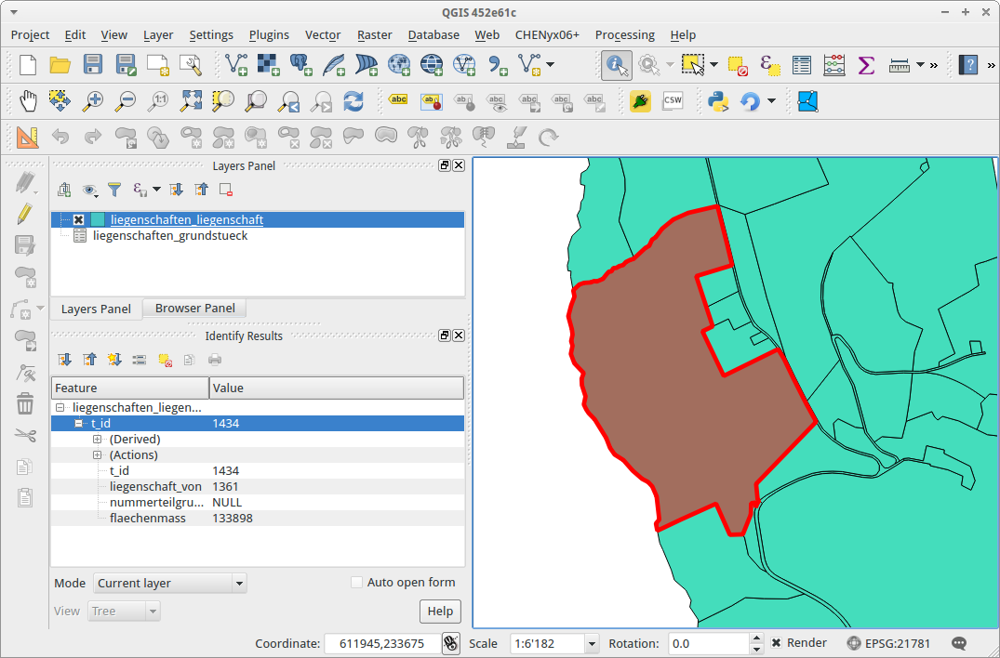 QGIS 452e61c
Project Edit View Layer Settings Plugins Vector Raster Database Web CHENyx06+ Processing Help
abc abc CSW
Layers Panel
liegenschaften_liegenschaft
liegenschaften_grundstueck
Layers Panel Browser Panel
Identify Results
Feature Value
liegenschaften_liegen...
t_id 1434
(Derived)
(Actions)
t_id 1434
liegenschaft_von 1361
nummerteilgru... NULL
flaechenmass 133898
Mode Current layer Auto open form
View Tree Help
Coordinate: 611945,233675 Scale 1:6'182 Rotation: 0.0 Render EPSG:21781